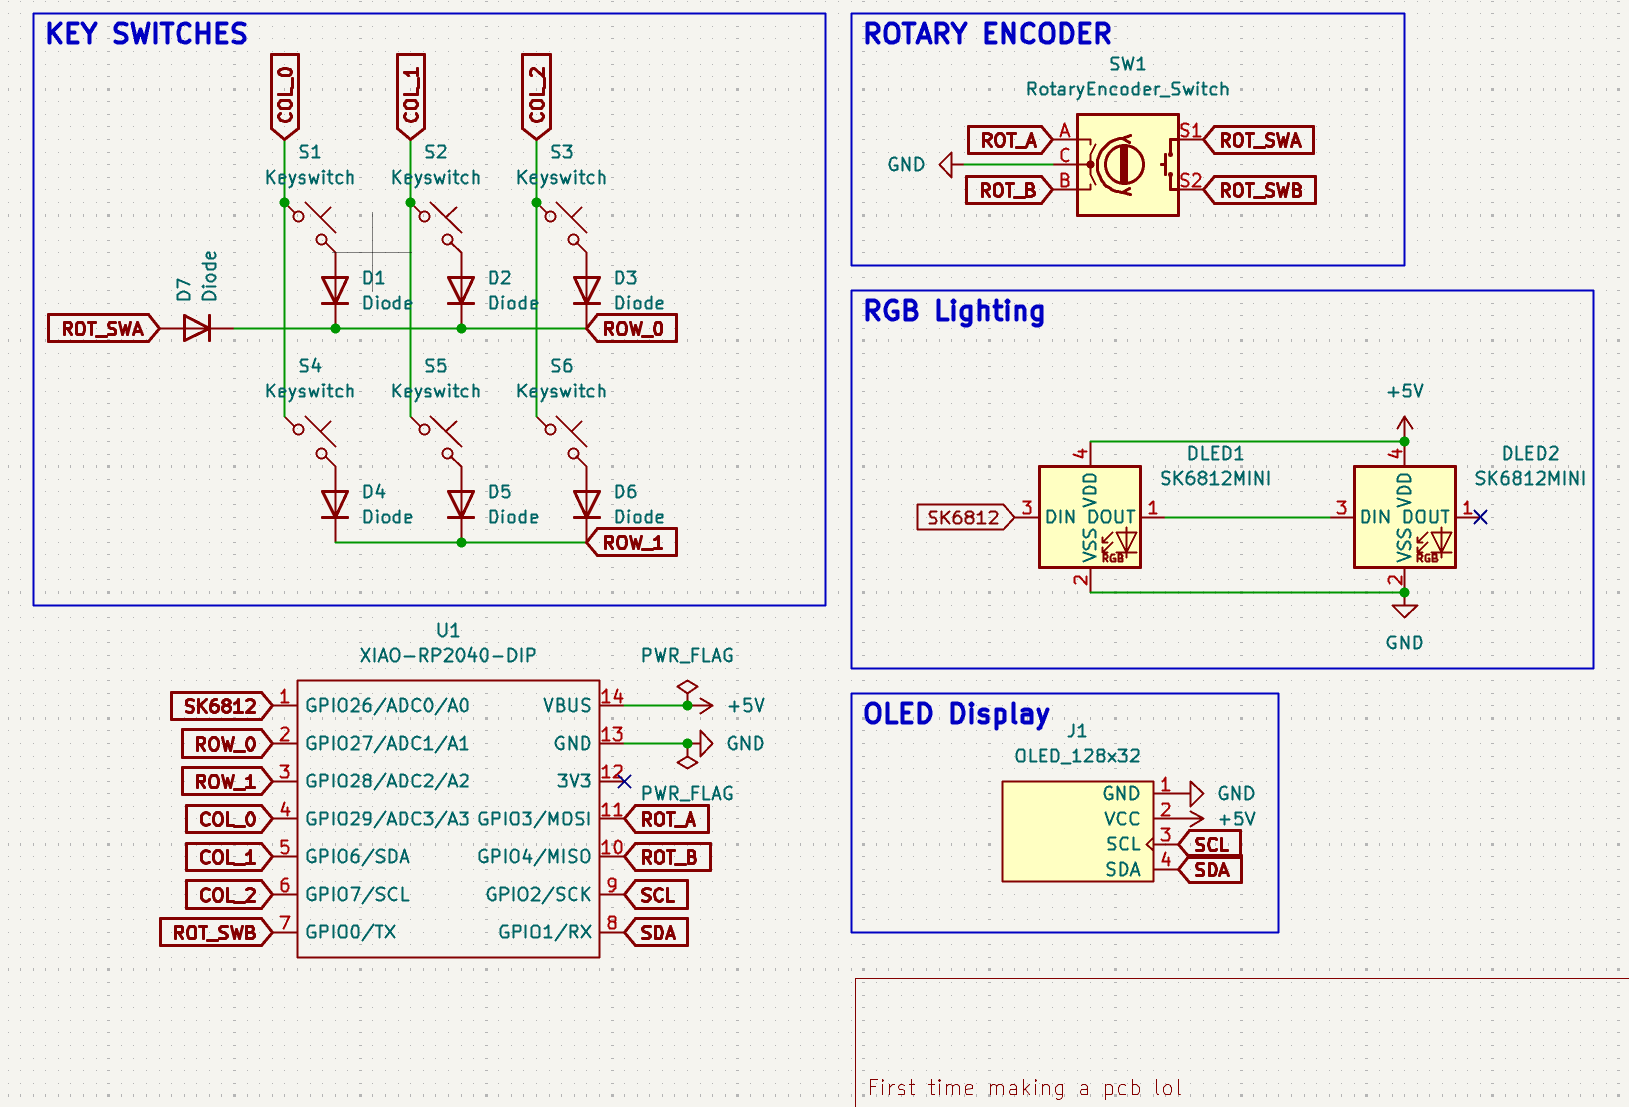 KEY SWITCHES
COL_0
COL_1
COL_2
S1
Keyswitch
S2
Keyswitch
S3
Keyswitch
D1
Diode
D2
Diode
D3
Diode
D7
Diode
ROT_SWA
ROW_0
S4
Keyswitch
S5
Keyswitch
S6
Keyswitch
D4
Diode
D5
Diode
D6
Diode
ROW_1
ROTARY ENCODER
SW1
RotaryEncoder_Switch
ROT_A
A
S1
ROT_SWA
GND
C
ROT_B
B
S2
ROT_SWB
RGB Lighting
+5V
DLED1
SK6812MINI
DLED2
SK6812MINI
SK6812
3
DIN
DOUT
1
4
VDD
VSS
2
RGB
3
DIN
DOUT
1
4
VDD
VSS
2
RGB
GND
U1
XIAO-RP2040-DIP
PWR_FLAG
SK6812
1
GPIO26/ADC0/A0
VBUS
14
+5V
ROW_0
2
GPIO27/ADC1/A1
GND
13
GND
ROW_1
3
GPIO28/ADC2/A2
3V3
12
PWR_FLAG
COL_0
4
GPIO29/ADC3/A3
GPIO3/MOSI
11
ROT_A
COL_1
5
GPIO6/SDA
GPIO4/MISO
10
ROT_B
COL_2
6
GPIO7/SCL
GPIO2/SCK
9
SCL
ROT_SWB
7
GPIO0/TX
GPIO1/RX
8
SDA
OLED Display
J1
OLED_128x32
GND
1
GND
VCC
2
+5V
SCL
3
SCL
SDA
4
SDA
First time making a pcb lol